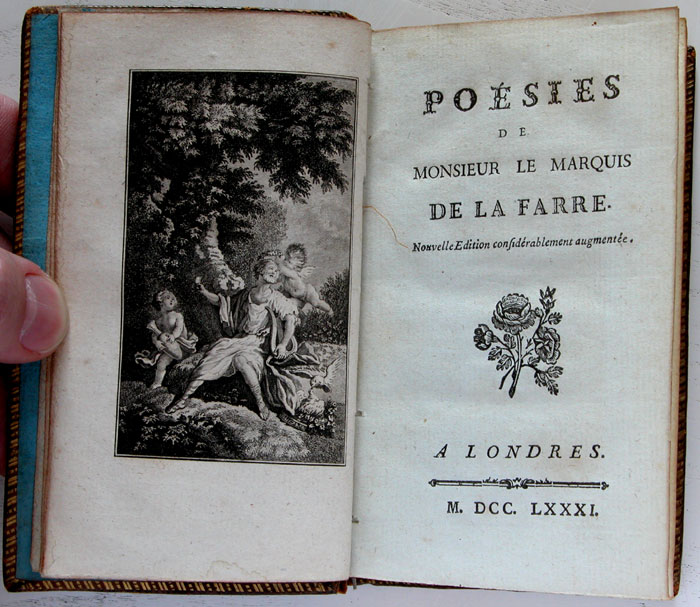 POÉSIES
DE
MONSIEUR LE MARQUIS
DE LA FARRE.
Nouvelle Edition conſidérablement augmentée.
A LONDRES.
M. DCC. LXXXI.